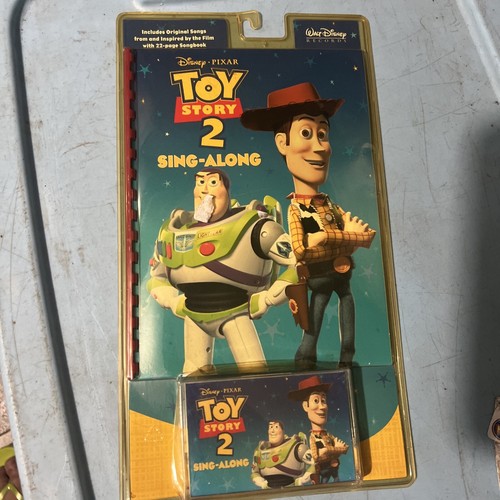 Includes Original Songs
from and Inspired by the Film
with 22-page Songbook
Walt Disney
RECORDS
Disney · PIXAR
TOY
STORY
2
SING-ALONG
LIGHTYEAR
Disney · PIXAR
TOY
STORY
2
SING-ALONG